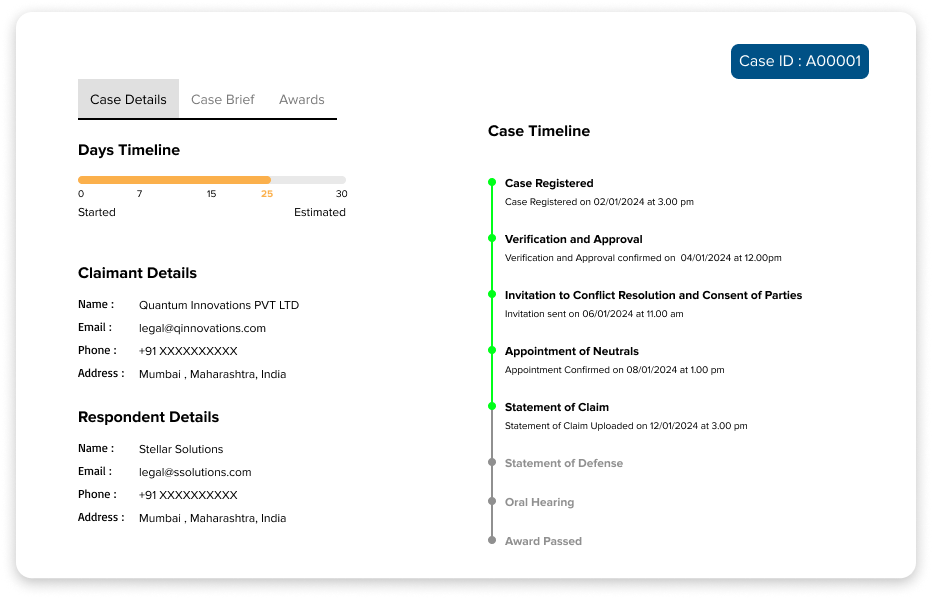 Case ID : A00001
Case Details Case Brief Awards
Days Timeline
0 7 15 25 30
Started Estimated
Claimant Details
Name : Quantum Innovations PVT LTD
Email : legal@qinnovations.com
Phone : +91 XXXXXXXXXX
Address : Mumbai , Maharashtra, India
Respondent Details
Name : Stellar Solutions
Email : legal@ssolutions.com
Phone : +91 XXXXXXXXXX
Address : Mumbai , Maharashtra, India
Case Timeline
Case Registered
Case Registered on 02/01/2024 at 3.00 pm
Verification and Approval
Verification and Approval confirmed on  04/01/2024 at 12.00pm
Invitation to Conflict Resolution and Consent of Parties
Invitation sent on 06/01/2024 at 11.00 am
Appointment of Neutrals
Appointment Confirmed on 08/01/2024 at 1.00 pm
Statement of Claim
Statement of Claim Uploaded on 12/01/2024 at 3.00 pm
Statement of Defense
Oral Hearing
Award Passed